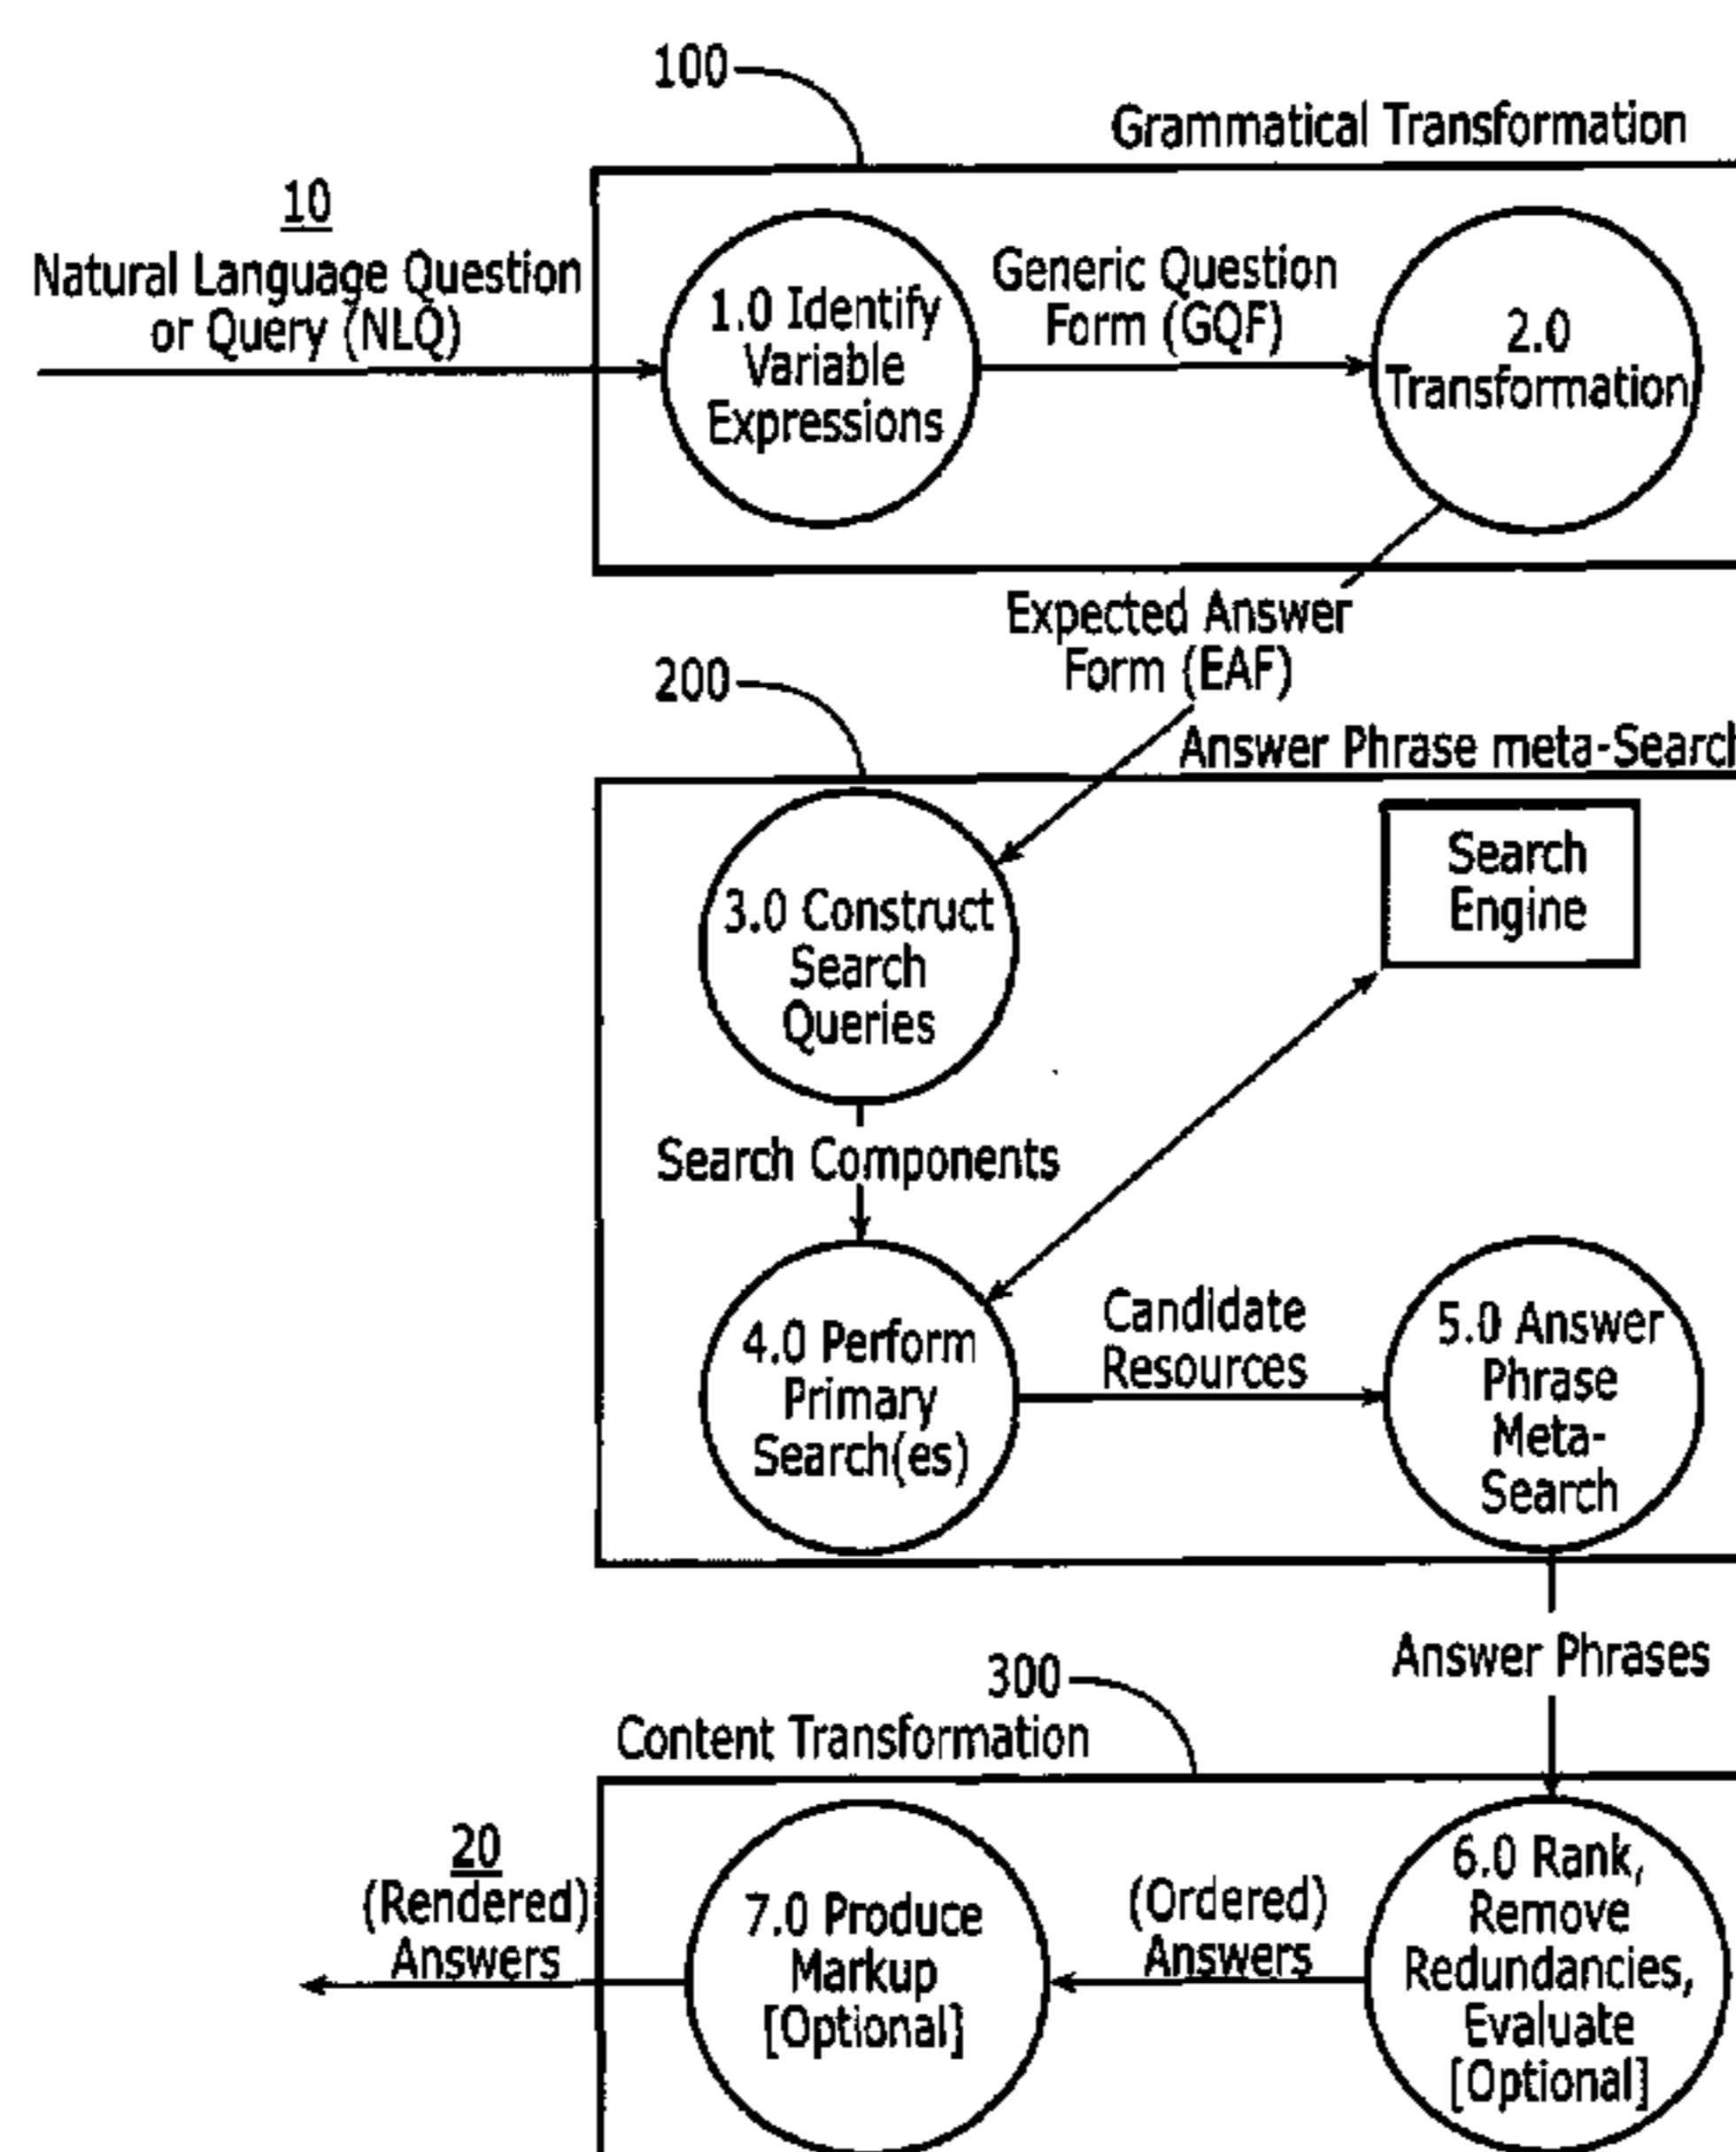 100
Grammatical Transformation
10
Natural Language Question
or Query (NLQ)
1.0 Identify
Variable
Expressions
Generic Question
Form (GQF)
2.0
Transformation
Expected Answer
Form (EAF)
200
Answer Phrase meta-Search
Search
Engine
3.0 Construct
Search
Queries
Search Components
4.0 Perform
Primary
Search(es)
Candidate
Resources
5.0 Answer
Phrase
Meta-
Search
Answer Phrases
300
Content Transformation
6.0 Rank,
Remove
Redundancies,
Evaluate
[Optional]
(Ordered)
Answers
7.0 Produce
Markup
[Optional]
20
(Rendered)
Answers